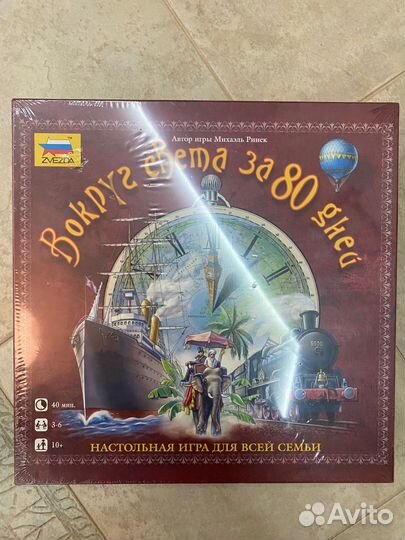 Автор игры Михаэль Ринек
ZVEZDA
Вокруг света за 80 дней
40 мин.
3-6
10+
НАСТОЛЬНАЯ ИГРА ДЛЯ ВСЕЙ СЕМЬИ
Avito